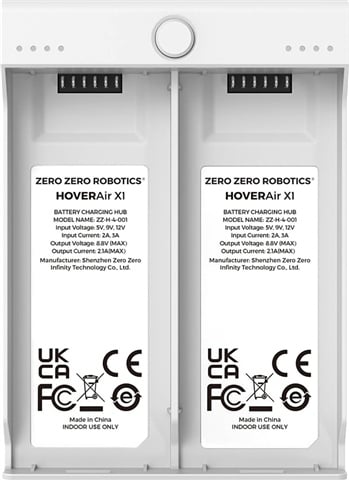 ZERO ZERO ROBOTICS®
HOVERAir X1
BATTERY CHARGING HUB
MODEL NAME: ZZ-H-4-001
Input Voltage: 5V, 9V, 12V
Input Current: 2A, 3A
Output Voltage: 8.8V (MAX)
Output Current: 2.1A(MAX)
Manufacturer: Shenzhen Zero Zero
Infinity Technology Co., Ltd.
UK
CA
CE
FC
e
Made in China
INDOOR USE ONLY
ZERO ZERO ROBOTICS®
HOVERAir X1
BATTERY CHARGING HUB
MODEL NAME: ZZ-H-4-001
Input Voltage: 5V, 9V, 12V
Input Current: 2A, 3A
Output Voltage: 8.8V (MAX)
Output Current: 2.1A(MAX)
Manufacturer: Shenzhen Zero Zero
Infinity Technology Co., Ltd.
UK
CA
CE
FC
e
Made in China
INDOOR USE ONLY